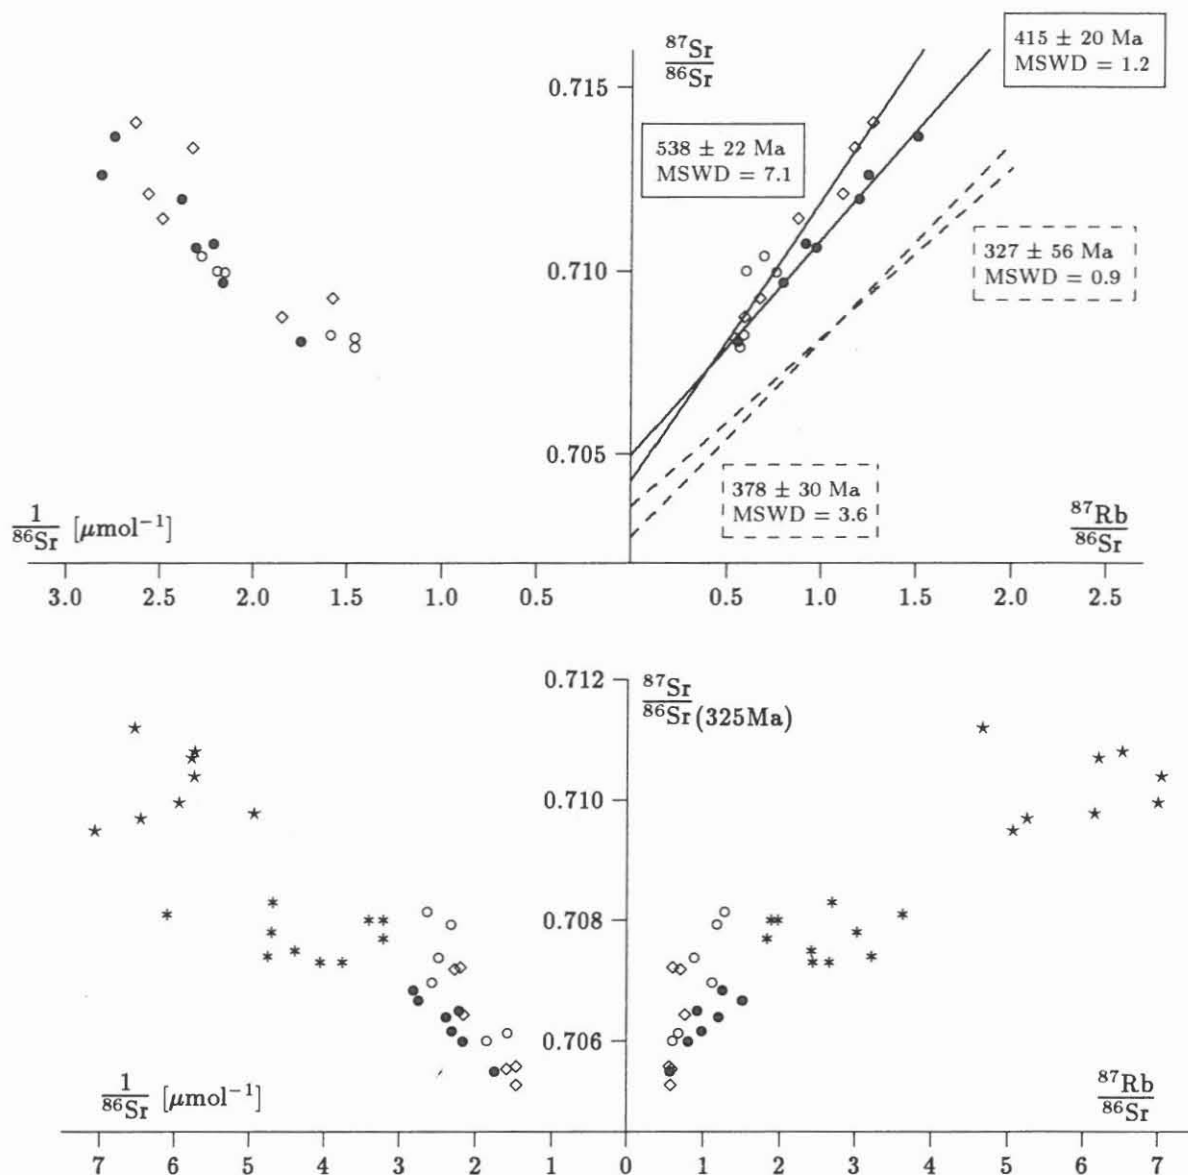 87Sr
86Sr
415 ± 20 Ma
MSWD = 1.2
0.715
538 ± 22 Ma
MSWD = 7.1
0.710
327 ± 56 Ma
MSWD = 0.9
0.705
378 ± 30 Ma
MSWD = 3.6
1
86Sr [μmol−1]
87Rb
86Sr
3.0 2.5 2.0 1.5 1.0 0.5 0.5 1.0 1.5 2.0 2.5
0.712
87Sr
86Sr (325Ma)
0.710
0.708
0.706
1
86Sr [μmol−1]
87Rb
86Sr
7 6 5 4 3 2 1 0 1 2 3 4 5 6 7